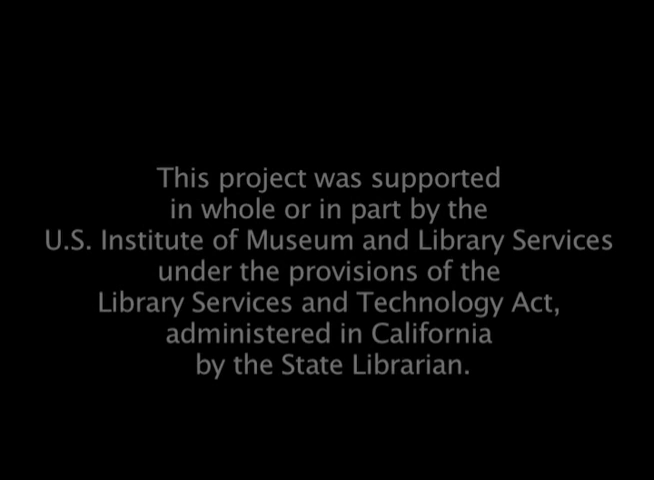 This project was supported
in whole or in part by the
U.S. Institute of Museum and Library Services
under the provisions of the
Library Services and Technology Act,
administered in California
by the State Librarian.